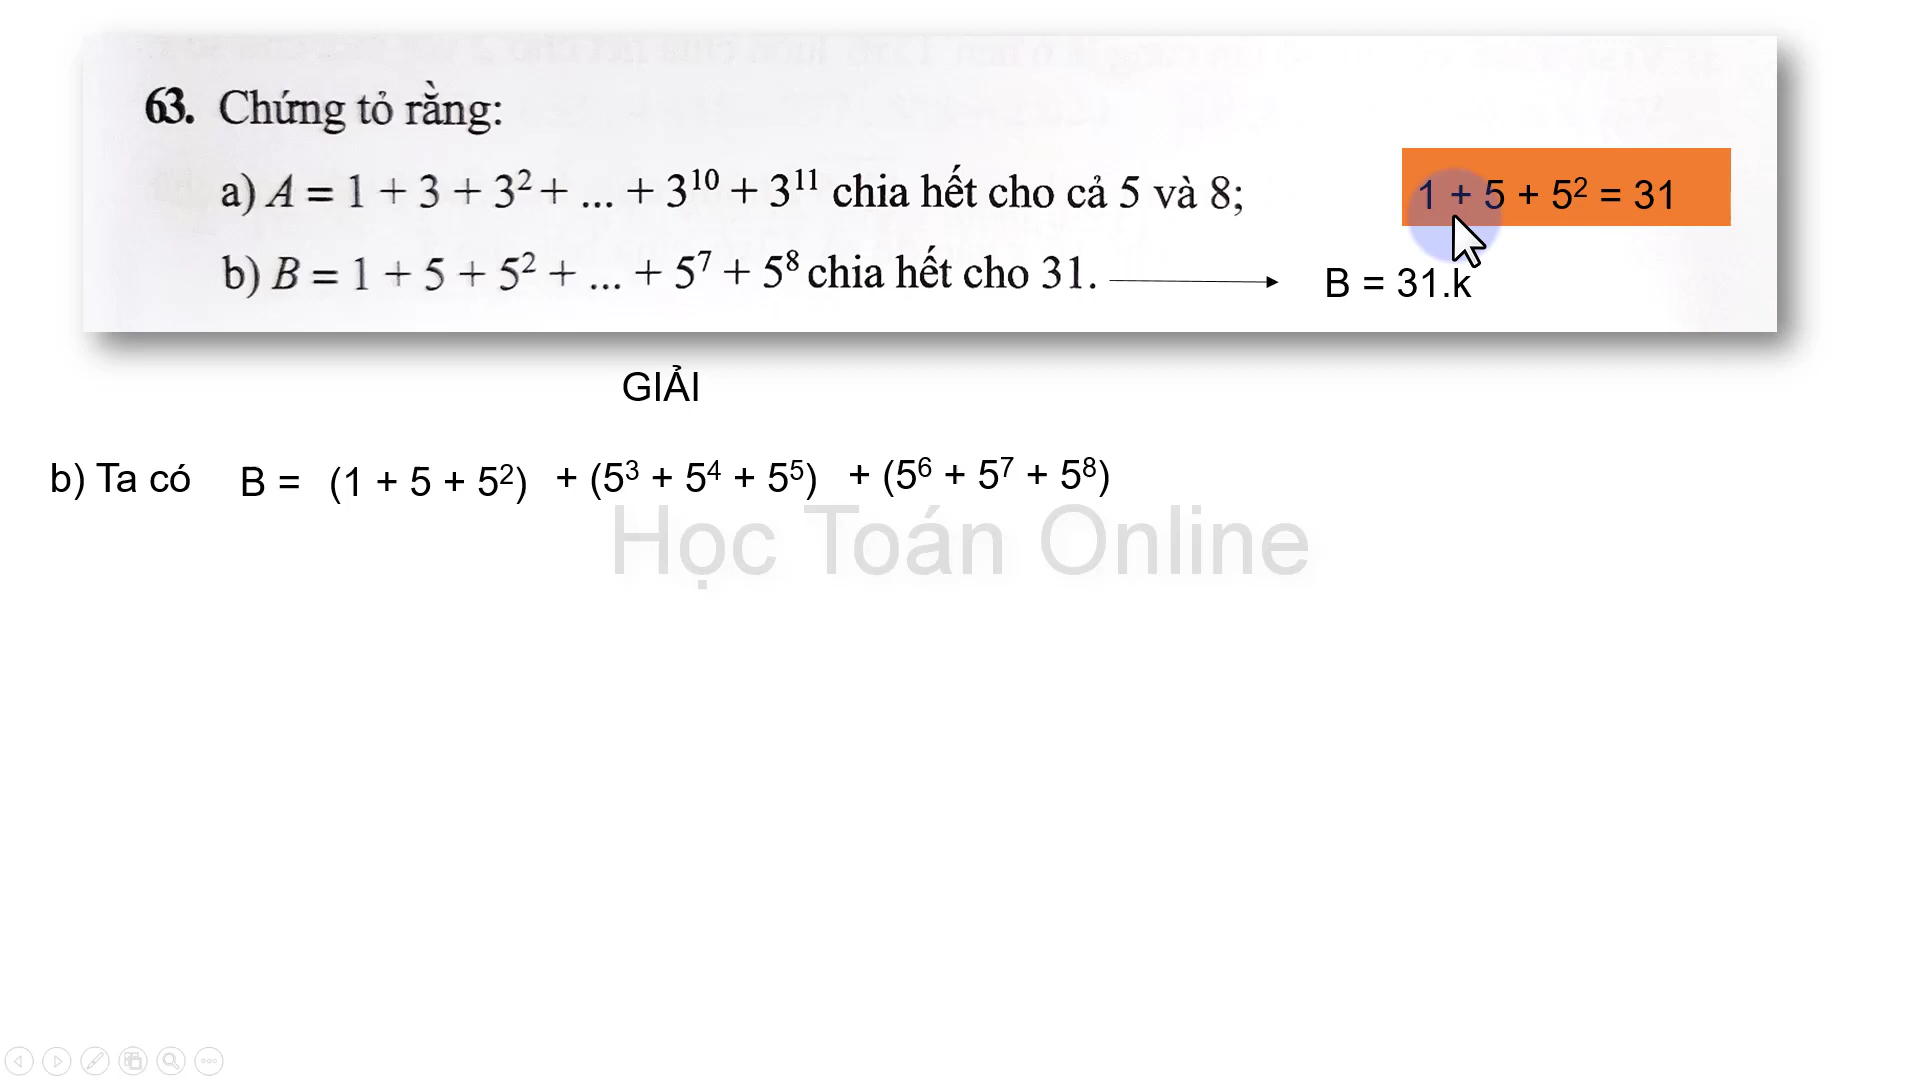 63. Chứng tỏ rằng:
a) A = 1 + 3 + 3² + ... + 3¹⁰ + 3¹¹ chia hết cho cả 5 và 8;
1 + 5 + 5² = 31
b) B = 1 + 5 + 5² + ... + 5⁷ + 5⁸ chia hết cho 31.
B = 31.k
GIẢI
b) Ta có B = (1 + 5 + 5²) + (5³ + 5⁴ + 5⁵) + (5⁶ + 5⁷ + 5⁸)
Học Toán Online